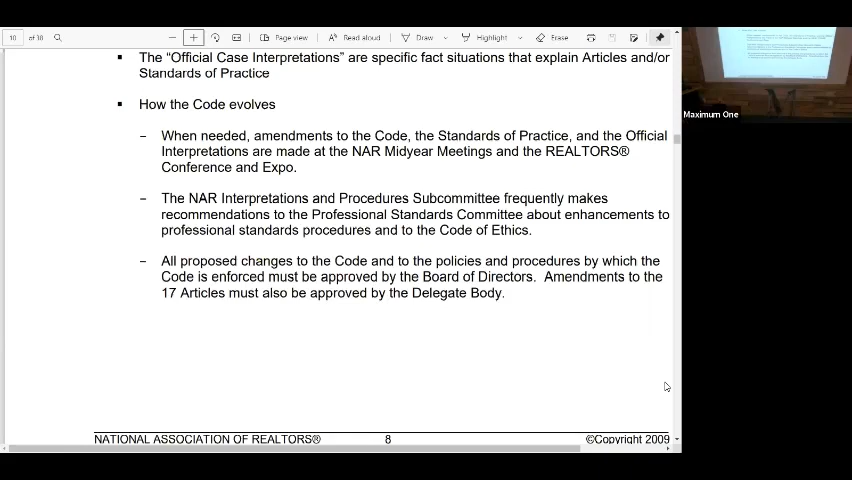 10 of 38 Page view Read aloud Draw Highlight Erase
▪ The “Official Case Interpretations” are specific fact situations that explain Articles and/or
Standards of Practice
▪ How the Code evolves
– When needed, amendments to the Code, the Standards of Practice, and the Official
Interpretations are made at the NAR Midyear Meetings and the REALTORS®
Conference and Expo.
– The NAR Interpretations and Procedures Subcommittee frequently makes
recommendations to the Professional Standards Committee about enhancements to
professional standards procedures and to the Code of Ethics.
– All proposed changes to the Code and to the policies and procedures by which the
Code is enforced must be approved by the Board of Directors. Amendments to the
17 Articles must also be approved by the Delegate Body.
NATIONAL ASSOCIATION OF REALTORS® 8 ©Copyright 2009
Maximum One